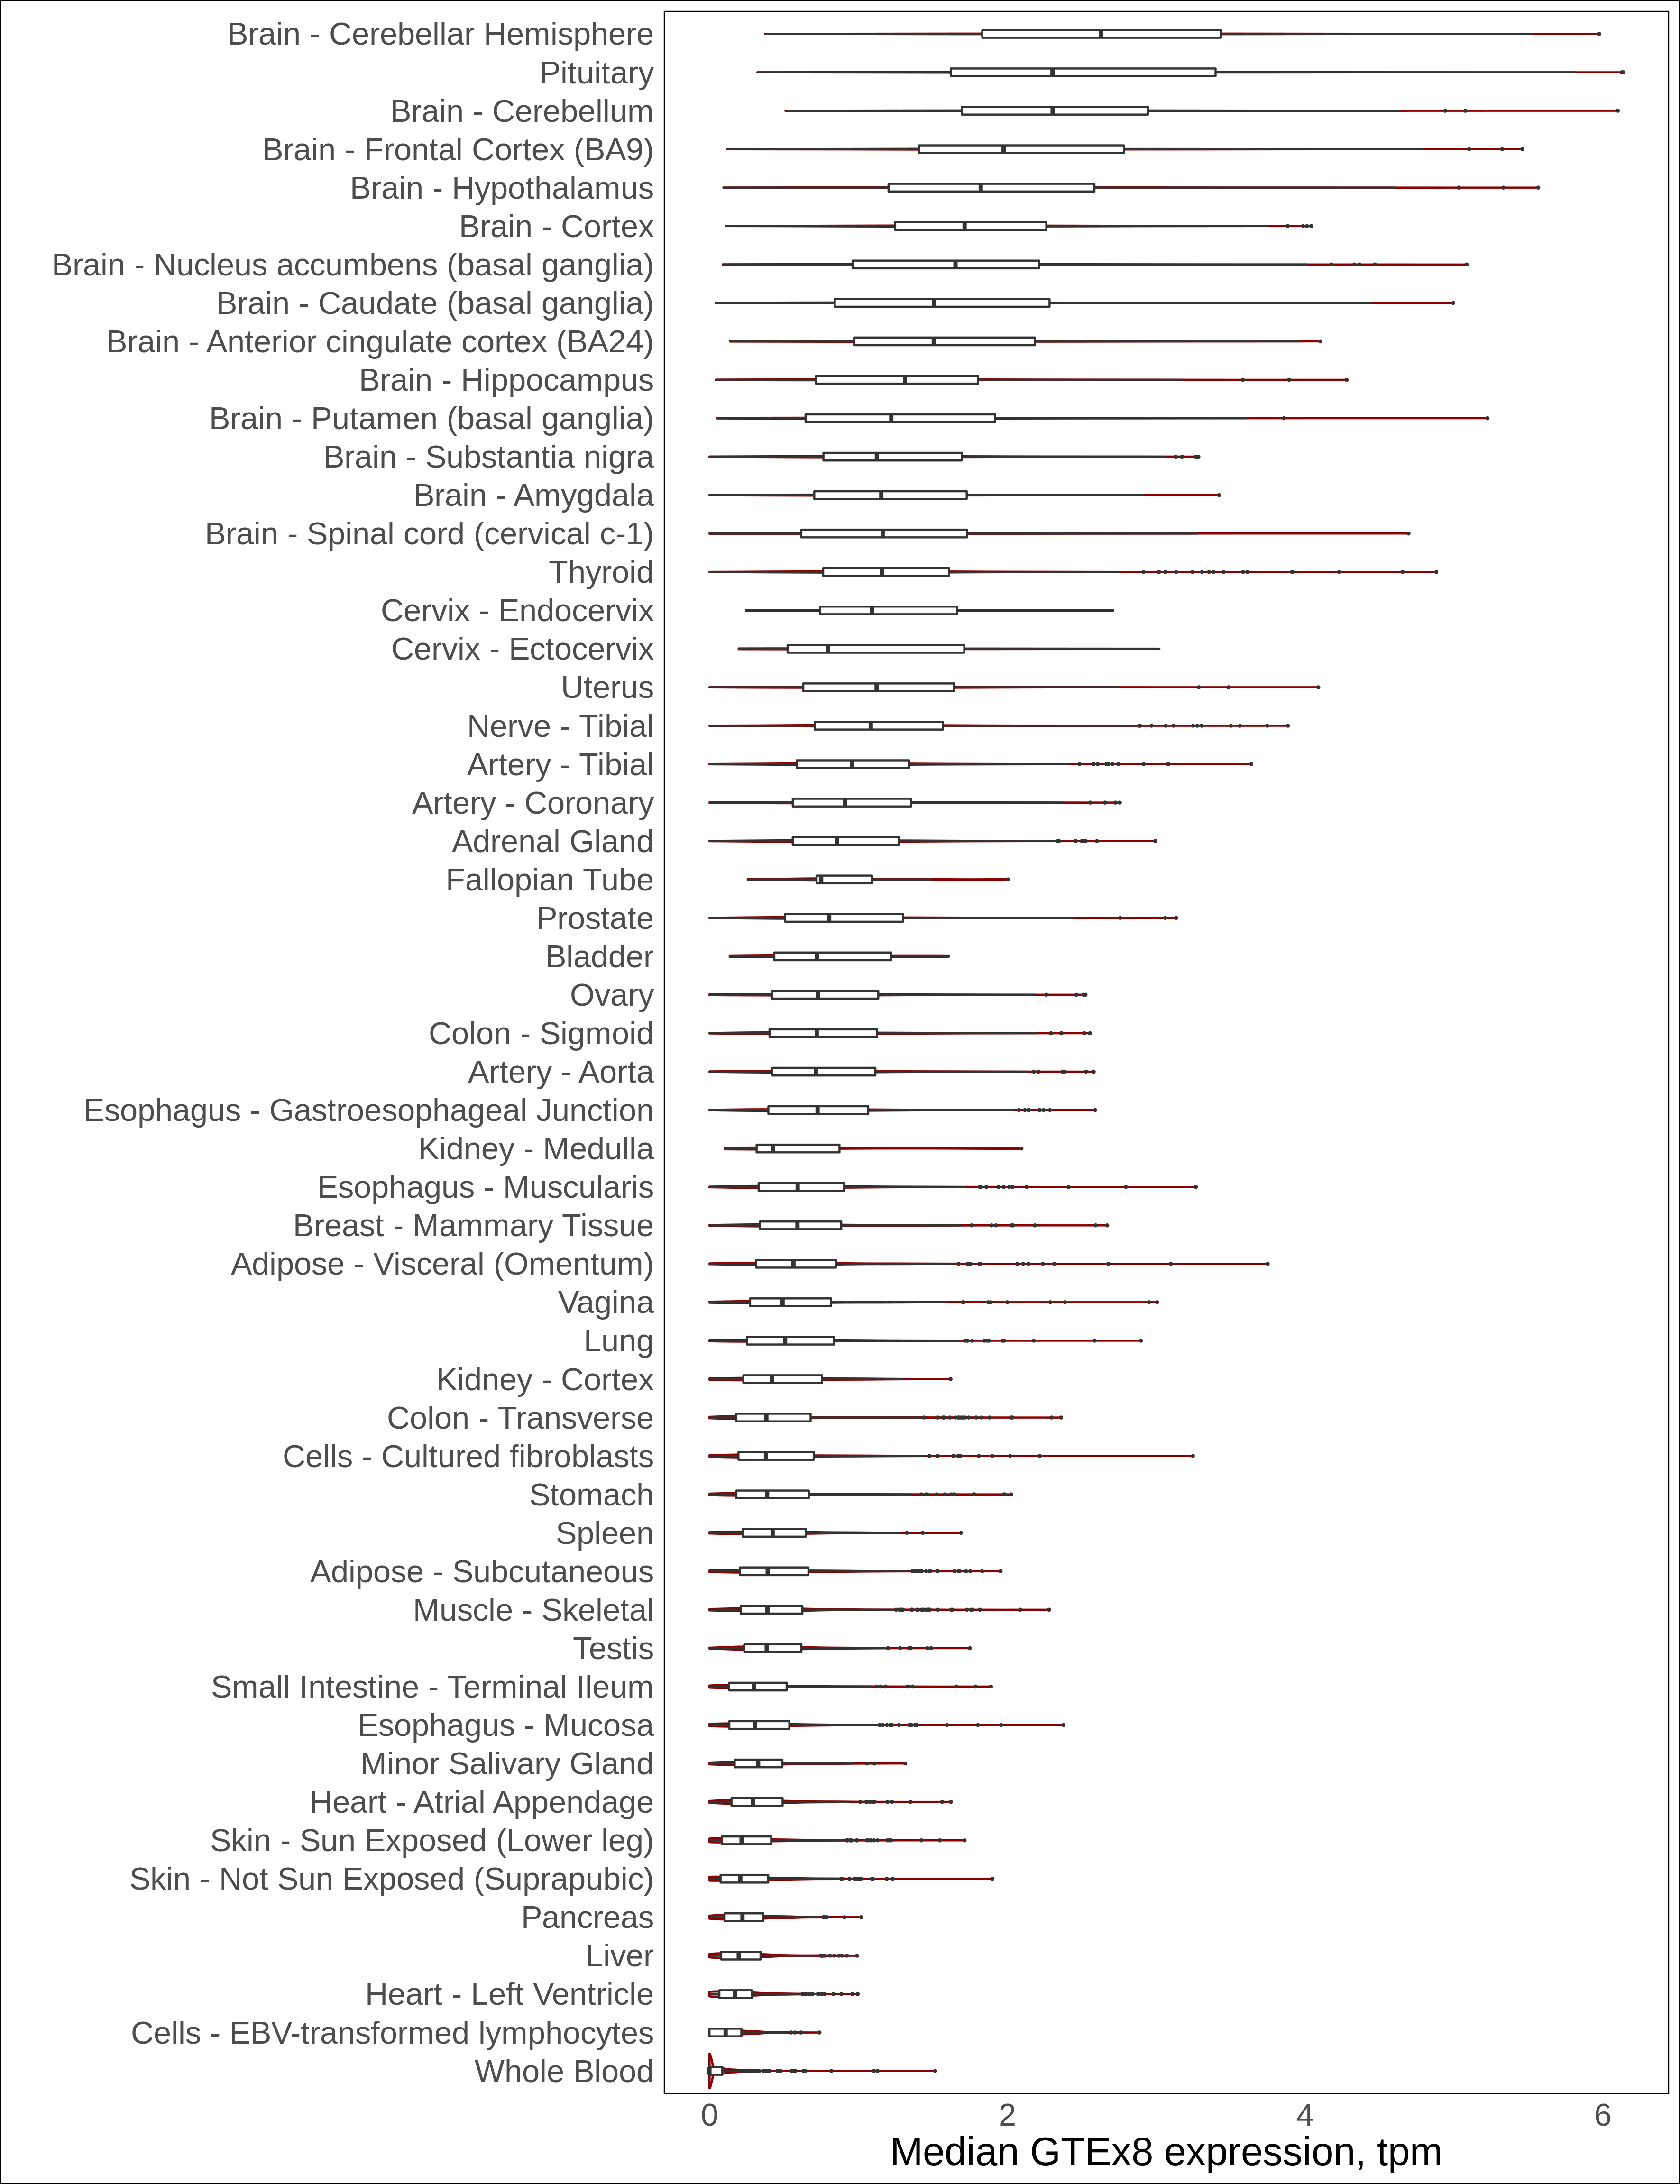 Brain - Cerebellar Hemisphere
Pituitary
Brain - Cerebellum
Brain - Frontal Cortex (BA9)
Brain - Hypothalamus
Brain - Cortex
Brain - Nucleus accumbens (basal ganglia)
Brain - Caudate (basal ganglia)
Brain - Anterior cingulate cortex (BA24)
Brain - Hippocampus
Brain - Putamen (basal ganglia)
Brain - Substantia nigra
Brain - Amygdala
Brain - Spinal cord (cervical c-1)
Thyroid
Cervix - Endocervix
Cervix - Ectocervix
Uterus
Nerve - Tibial
Artery - Tibial
Artery - Coronary
Adrenal Gland
Fallopian Tube
Prostate
Bladder
Ovary
Colon - Sigmoid
Artery - Aorta
Esophagus - Gastroesophageal Junction
Kidney - Medulla
Esophagus - Muscularis
Breast - Mammary Tissue
Adipose - Visceral (Omentum)
Vagina
Lung
Kidney - Cortex
Colon - Transverse
Cells - Cultured fibroblasts
Stomach
Spleen
Adipose - Subcutaneous
Muscle - Skeletal
Testis
Small Intestine - Terminal Ileum
Esophagus - Mucosa
Minor Salivary Gland
Heart - Atrial Appendage
Skin - Sun Exposed (Lower leg)
Skin - Not Sun Exposed (Suprapubic)
Pancreas
Liver
Heart - Left Ventricle
Cells - EBV-transformed lymphocytes
Whole Blood
0 2 4 6
Median GTEx8 expression, tpm